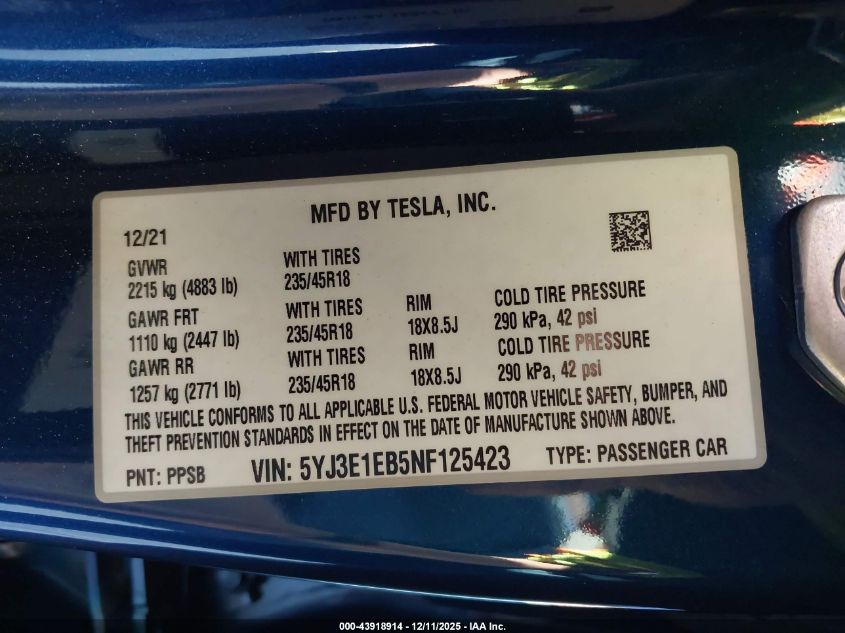 MFD BY TESLA, INC.
12/21
GVWR WITH TIRES
2215 kg (4883 lb) 235/45R18
GAWR FRT WITH TIRES RIM COLD TIRE PRESSURE
1110 kg (2447 lb) 235/45R18 18X8.5J 290 kPa, 42 psi
GAWR RR WITH TIRES RIM COLD TIRE PRESSURE
1257 kg (2771 lb) 235/45R18 18X8.5J 290 kPa, 42 psi
THIS VEHICLE CONFORMS TO ALL APPLICABLE U.S. FEDERAL MOTOR VEHICLE SAFETY, BUMPER, AND
THEFT PREVENTION STANDARDS IN EFFECT ON THE DATE OF MANUFACTURE SHOWN ABOVE.
PNT: PPSB VIN: 5YJ3E1EB5NF125423 TYPE: PASSENGER CAR
000-43918914 - 12/11/2025 - IAA Inc.